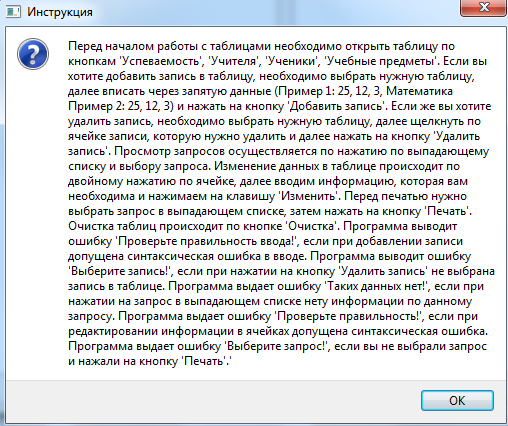 Инструкция
Перед началом работы с таблицами необходимо открыть таблицу по
кнопкам 'Успеваемость', 'Учителя', 'Ученики', 'Учебные предметы'. Если вы
хотите добавить запись в таблицу, необходимо выбрать нужную таблицу,
далее вписать через запятую данные (Пример 1: 25, 12, 3, Математика
Пример 2: 25, 12, 3) и нажать на кнопку 'Добавить запись'. Если же вы хотите
удалить запись, необходимо выбрать нужную таблицу, далее щелкнуть по
ячейке записи, которую нужно удалить и далее нажать на кнопку 'Удалить
запись'. Просмотр запросов осуществляется по нажатию по выпадающему
списку и выбору запроса. Изменение данных в таблице происходит по
двойному нажатию по ячейке, далее вводим информацию, которая вам
необходима и нажимаем на клавишу 'Изменить'. Перед печатью нужно
выбрать запрос в выпадающем списке, затем нажать на кнопку 'Печать'.
Очистка таблиц происходит по кнопке 'Очистка'. Программа выводит
ошибку 'Проверьте правильность ввода!', если при добавлении записи
допущена синтаксическая ошибка в вводе. Программа выводит ошибку
'Выберите запись!', если при нажатии на кнопку 'Удалить запись' не выбрана
запись в таблице. Программа выдает ошибку 'Таких данных нет!', если при
нажатии на запрос в выпадающем списке нету информации по данному
запросу. Программа выдает ошибку 'Проверьте правильность!', если при
редактировании информации в ячейках допущена синтаксическая ошибка.
Программа выдает ошибку 'Выберите запрос!', если вы не выбрали запрос
и нажали на кнопку 'Печать'.'
ОК